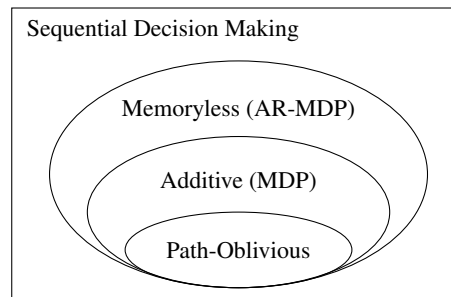 Sequential Decision Making
Memoryless (AR-MDP)
Additive (MDP)
Path-Oblivious